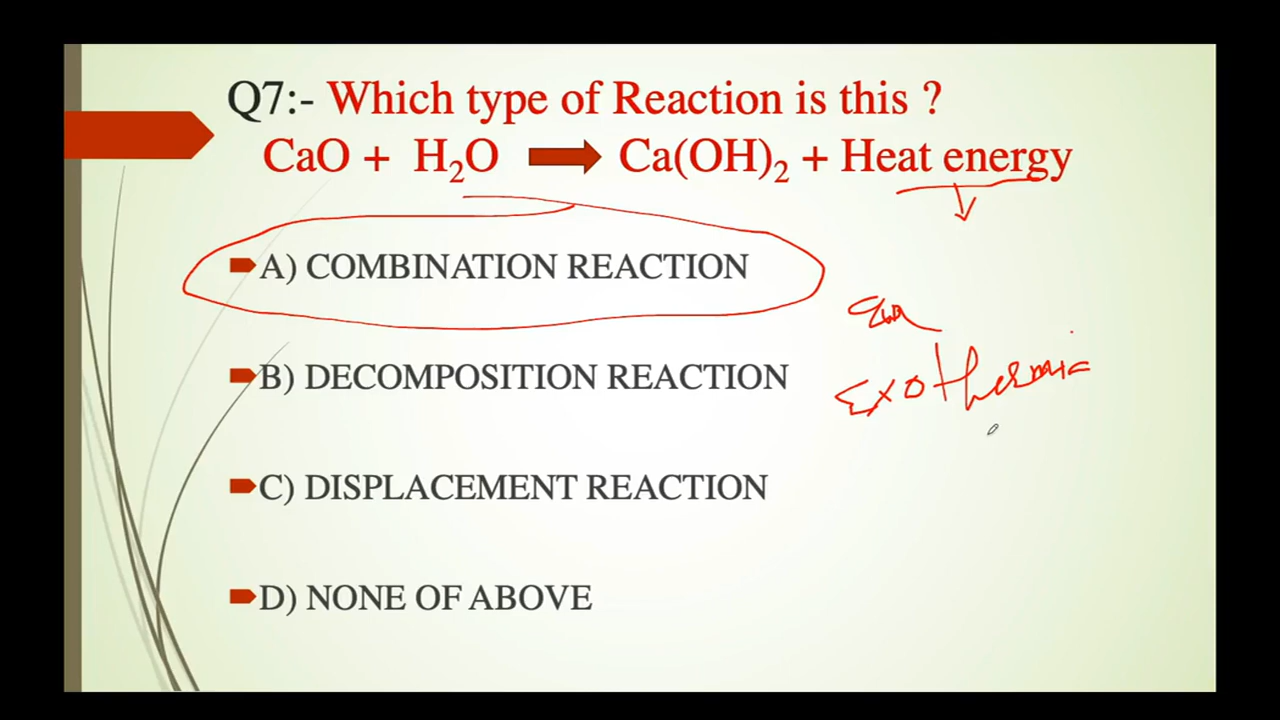 Q7:- Which type of Reaction is this ?
CaO + H₂O → Ca(OH)₂ + Heat energy
A) COMBINATION REACTION
B) DECOMPOSITION REACTION
Exothermic
C) DISPLACEMENT REACTION
D) NONE OF ABOVE